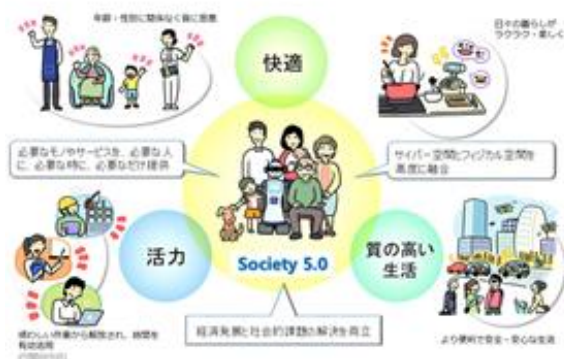 年齢・性別に関係なく皆に恩恵
日々の暮らしが
ラクラク・楽しく
快適
必要なモノやサービスを、必要な人
に、必要な時に、必要なだけ提供
サイバー空間とフィジカル空間を
高度に融合
活力
Society 5.0
質の高い
生活
経済発展と社会的課題の解決を両立
煩わしい作業から解放され、時間を
有効活用
より便利で安全・安心な生活